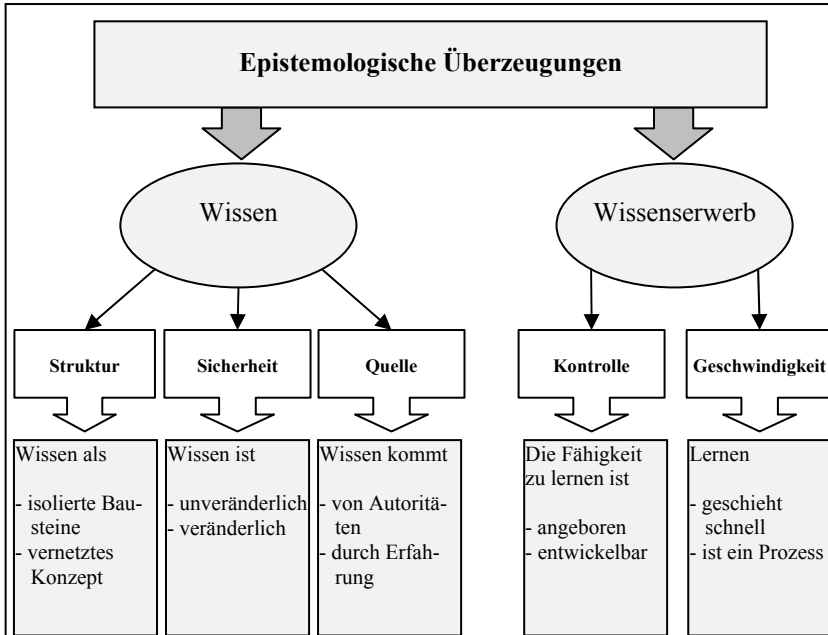 Epistemologische Überzeugungen
Wissen
Wissenserwerb
Struktur
Sicherheit
Quelle
Kontrolle
Geschwindigkeit
Wissen als
- isolierte Bau-
steine
- vernetztes
Konzept
Wissen ist
- unveränderlich
- veränderlich
Wissen kommt
- von Autoritä-
ten
- durch Erfah-
rung
Die Fähigkeit
zu lernen ist
- angeboren
- entwickelbar
Lernen
- geschieht
schnell
- ist ein Prozess